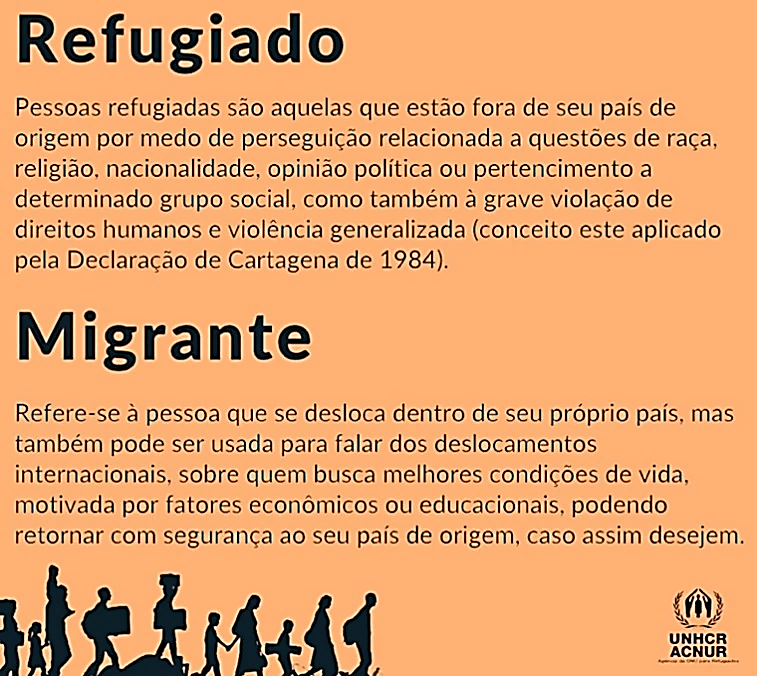 Refugiado
Pessoas refugiadas são aquelas que estão fora de seu país de
origem por medo de perseguição relacionada a questões de raça,
religião, nacionalidade, opinião política ou pertencimento a
determinado grupo social, como também à grave violação de
direitos humanos e violência generalizada (conceito este aplicado
pela Declaração de Cartagena de 1984).
Migrante
Refere-se à pessoa que se desloca dentro de seu próprio país, mas
também pode ser usada para falar dos deslocamentos
internacionais, sobre quem busca melhores condições de vida,
motivada por fatores econômicos ou educacionais, podendo
retornar com segurança ao seu país de origem, caso assim desejem.
UNHCR
ACNUR
Agência da ONU para Refugiados